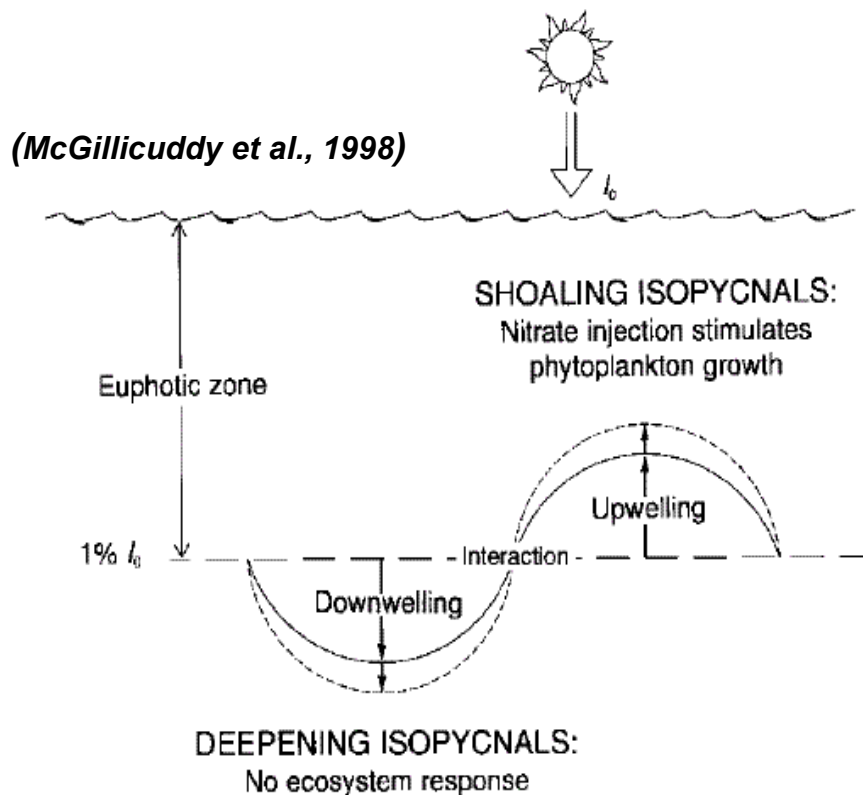 (McGillicuddy et al., 1998)
I₀
SHOALING ISOPYCNALS:
Nitrate injection stimulates
phytoplankton growth
Euphotic zone
Upwelling
1% I₀
Interaction
Downwelling
DEEPENING ISOPYCNALS:
No ecosystem response